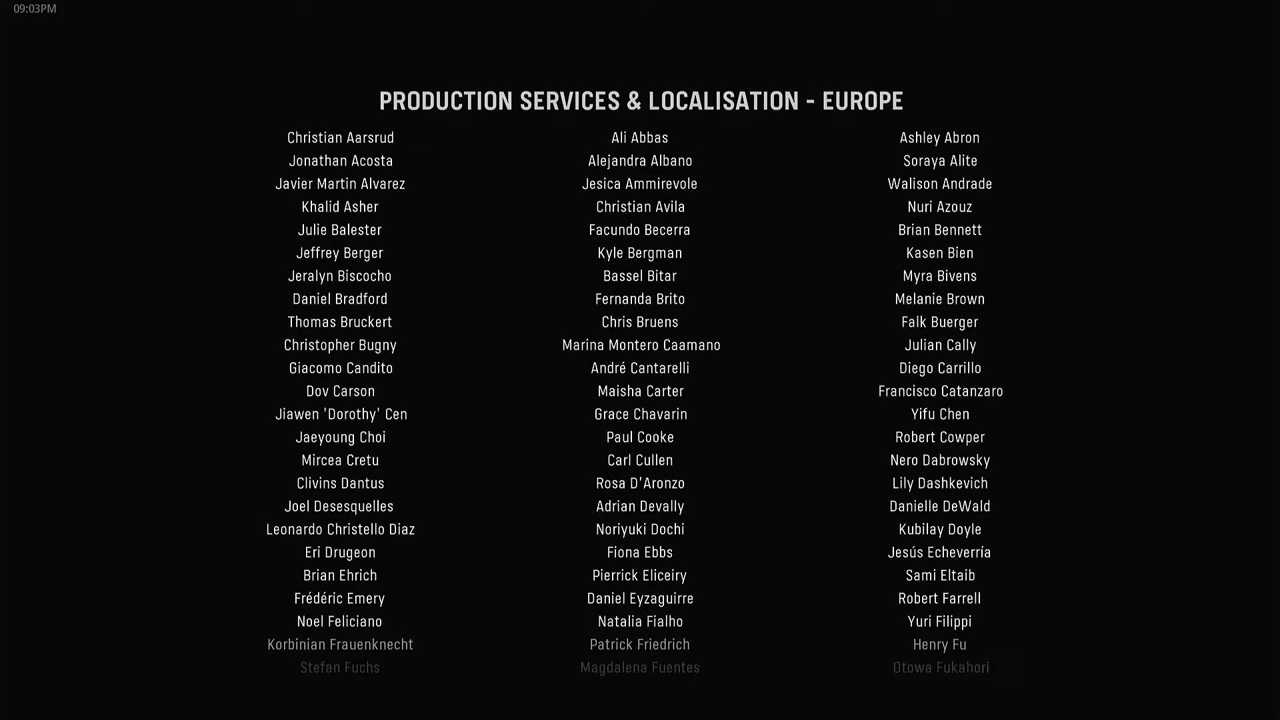 09:03PM
PRODUCTION SERVICES & LOCALISATION - EUROPE
Christian Aarsrud Ali Abbas Ashley Abron
Jonathan Acosta Alejandra Albano Soraya Alite
Javier Martin Alvarez Jesica Ammirevole Walison Andrade
Khalid Asher Christian Avila Nuri Azouz
Julie Balester Facundo Becerra Brian Bennett
Jeffrey Berger Kyle Bergman Kasen Bien
Jeralyn Biscocho Bassel Bitar Myra Bivens
Daniel Bradford Fernanda Brito Melanie Brown
Thomas Bruckert Chris Bruens Falk Buerger
Christopher Bugny Marina Montero Caamano Julian Cally
Giacomo Candito André Cantarelli Diego Carrillo
Dov Carson Maisha Carter Francisco Catanzaro
Jiawen 'Dorothy' Cen Grace Chavarin Yifu Chen
Jaeyoung Choi Paul Cooke Robert Cowper
Mircea Cretu Carl Cullen Nero Dabrowsky
Clivins Dantus Rosa D'Aronzo Lily Dashkevich
Joel Desesquelles Adrian Devally Danielle DeWald
Leonardo Christello Diaz Noriyuki Dochi Kubilay Doyle
Eri Drugeon Fiona Ebbs Jesús Echeverría
Brian Ehrich Pierrick Eliceiry Sami Eltaib
Frédéric Emery Daniel Eyzaguirre Robert Farrell
Noel Feliciano Natalia Fialho Yuri Filippi
Korbinian Frauenknecht Patrick Friedrich Henry Fu
Stefan Fuchs Magdalena Fuentes Otowa Fukahori